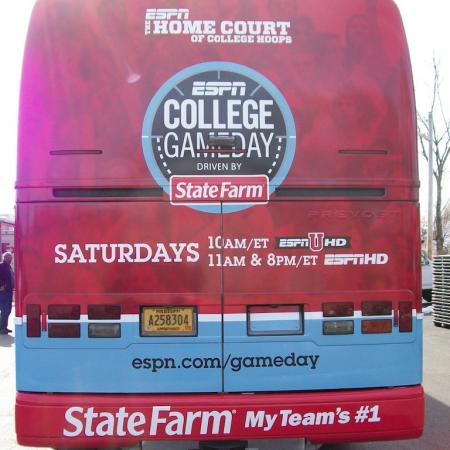 ESPN
THE HOME COURT
OF COLLEGE HOOPS
ESPN
COLLEGE
GAMEDAY
DRIVEN BY
State Farm
PREVOST
SATURDAYS 10AM/ET ESPNU HD
11AM & 8PM/ET ESPN HD
A258304
espn.com/gameday
State Farm® MY TEAM'S #1